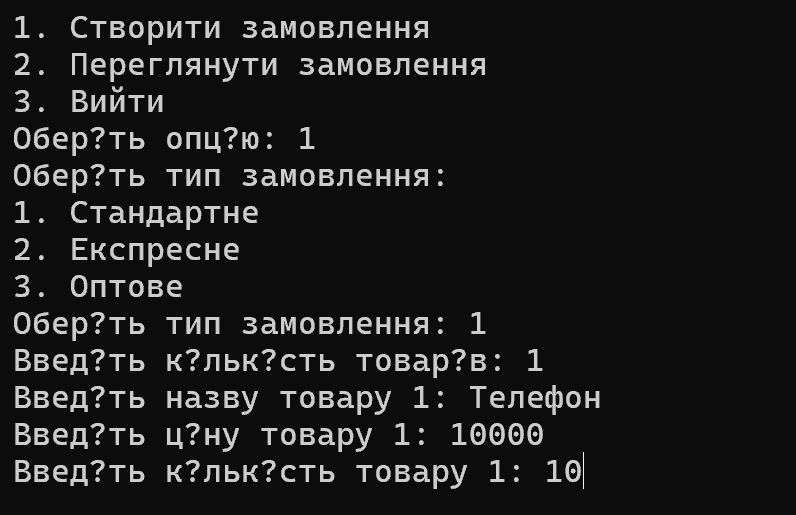 1. Створити замовлення
2. Переглянути замовлення
3. Вийти
Обер?ть опц?ю: 1
Обер?ть тип замовлення:
1. Стандартне
2. Експресне
3. Оптове
Обер?ть тип замовлення: 1
Введ?ть к?льк?сть товар?в: 1
Введ?ть назву товару 1: Телефон
Введ?ть ц?ну товару 1: 10000
Введ?ть к?льк?сть товару 1: 10